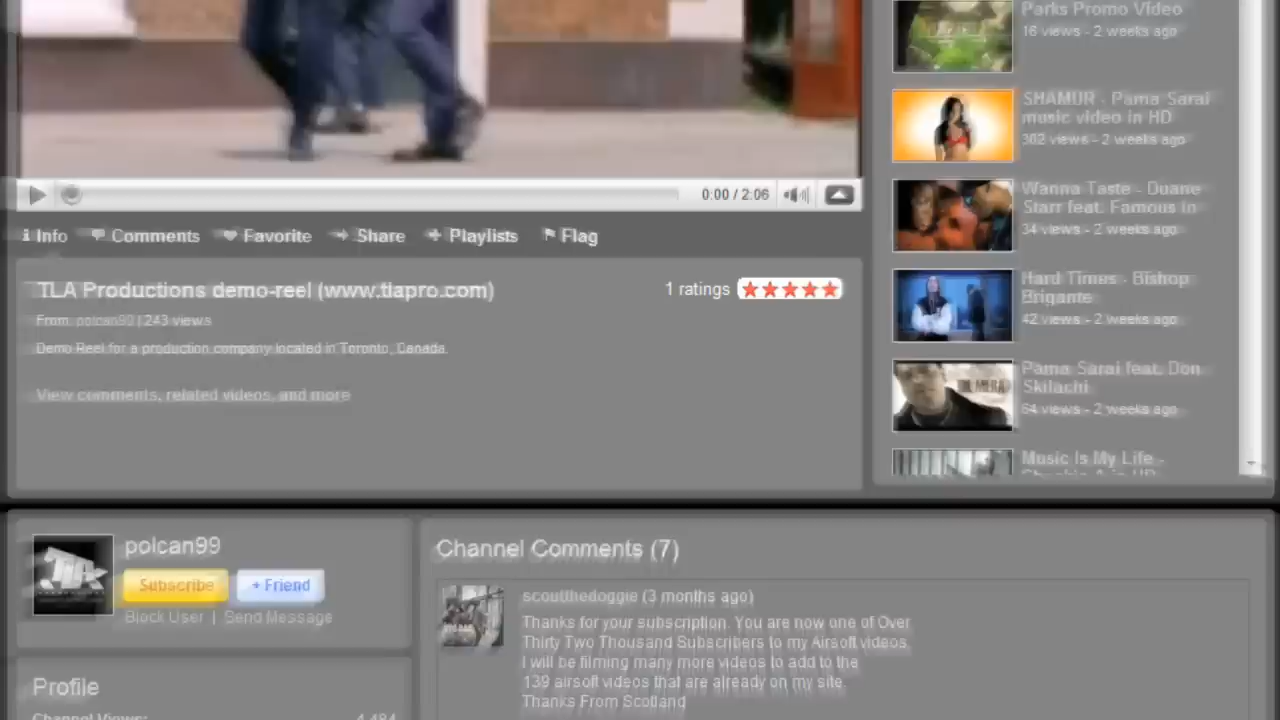 Parks Promo Video
16 views - 2 weeks ago
SHAMUR - Pama Sarai
music video in HD
302 views - 2 weeks ago
Wanna Taste - Duane
Starr feat. Famous in
34 views - 2 weeks ago
Hard Times - Bishop
Brigante
42 views - 2 weeks ago
Pama Sarai feat. Don
Skilachi
64 views - 2 weeks ago
Music Is My Life -
0:00 / 2:06
Info Comments Favorite Share Playlists Flag
TLA Productions demo-reel (www.tlapro.com)
1 ratings
From: polcan99 | 243 views
Demo Reel for a production company located in Toronto, Canada.
View comments, related videos, and more
polcan99
Subscribe + Friend
Block User | Send Message
Profile
Channel Views: 4,484
Channel Comments (7)
scoutthedoggie (3 months ago)
Thanks for your subscription. You are now one of Over
Thirty Two Thousand Subscribers to my Airsoft videos.
I will be filming many more videos to add to the
139 airsoft videos that are already on my site.
Thanks From Scotland